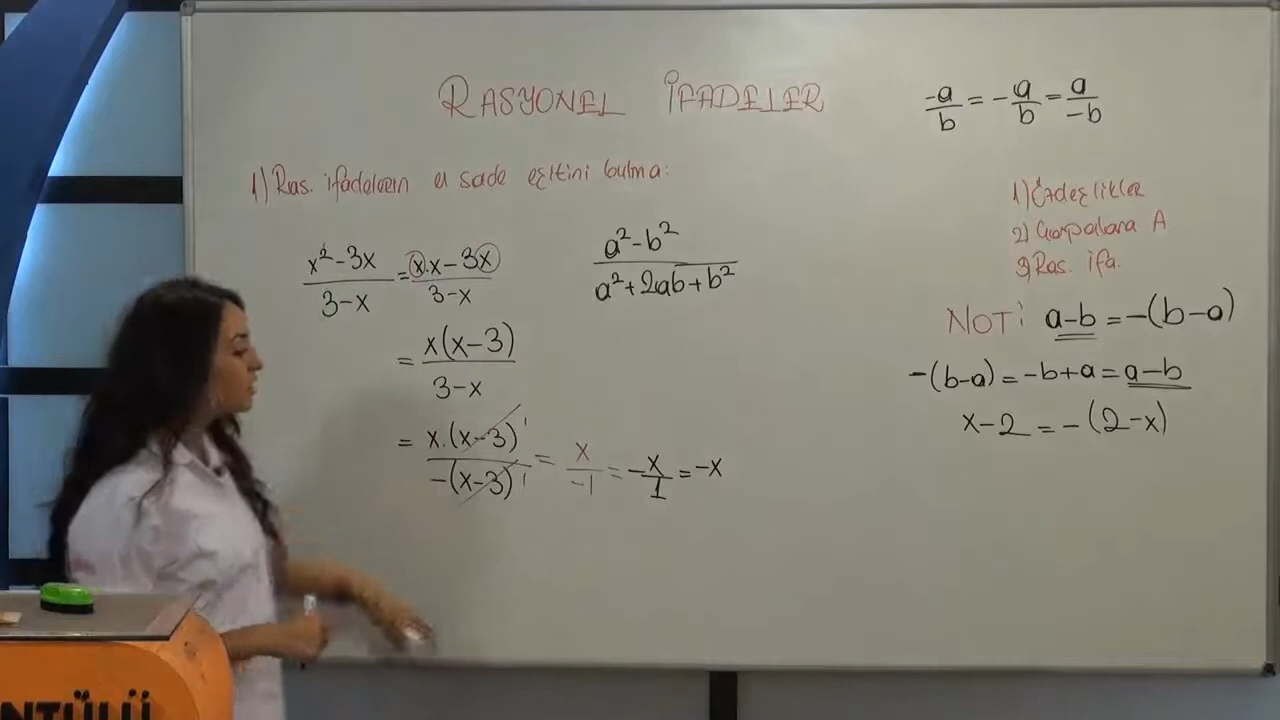 RASYONEL İFADELER
1) Ras. ifadelerin en sade eşitini bulma:
x²-3x / 3-x = x.x-3x / 3-x
= x(x-3) / 3-x
= x.(x-3) / -(x-3) = x / -1 = -x / 1 = -x
a²-b² / a²+2ab+b²
-a / b = - a / b = a / -b
1) Özdeşlikler
2) Çarpanlara A
3) Ras. ifa.
NOT: a-b = -(b-a)
-(b-a) = -b+a = a-b
x-2 = -(2-x)
NTÜLÜ